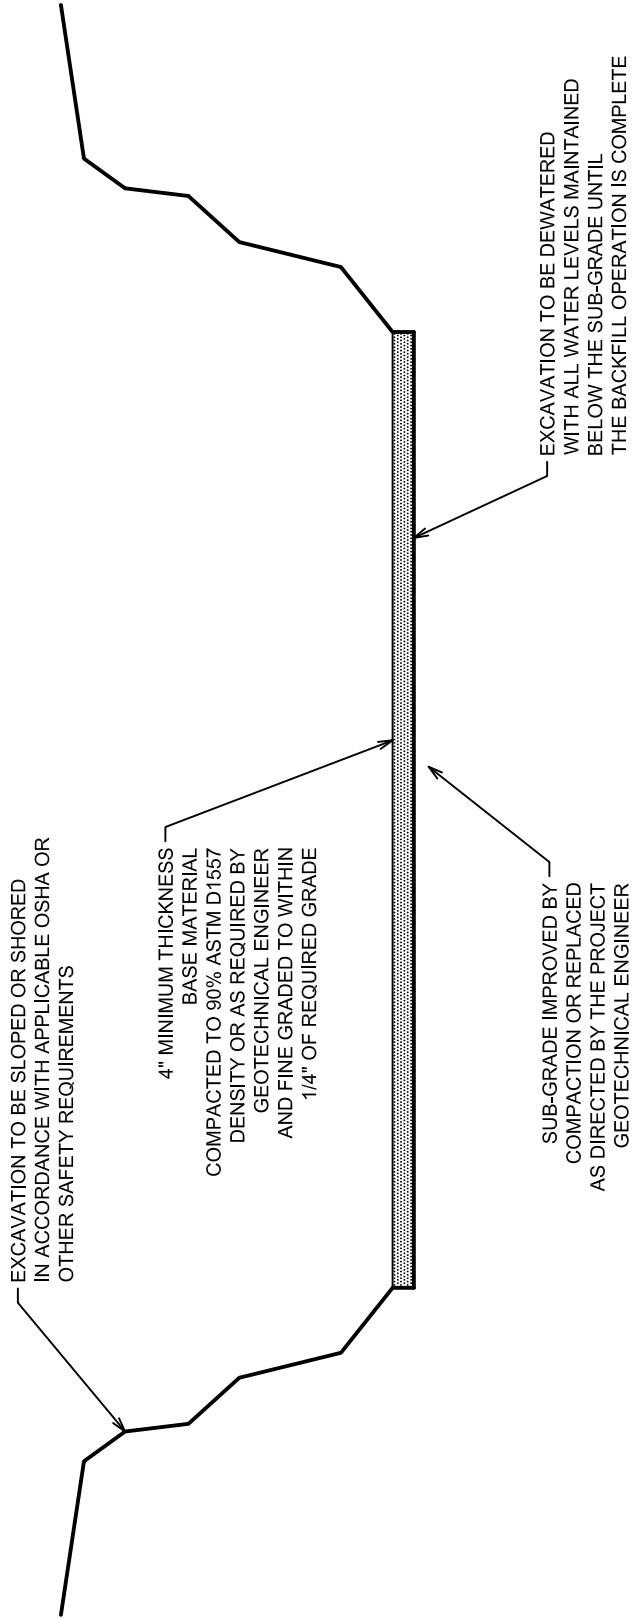 EXCAVATION TO BE SLOPED OR SHORED
IN ACCORDANCE WITH APPLICABLE OSHA OR
OTHER SAFETY REQUIREMENTS
4" MINIMUM THICKNESS
BASE MATERIAL
COMPACTED TO 90% ASTM D1557
DENSITY OR AS REQUIRED BY
GEOTECHNICAL ENGINEER
AND FINE GRADED TO WITHIN
1/4" OF REQUIRED GRADE
SUB-GRADE IMPROVED BY
COMPACTION OR REPLACED
AS DIRECTED BY THE PROJECT
GEOTECHNICAL ENGINEER
EXCAVATION TO BE DEWATERED
WITH ALL WATER LEVELS MAINTAINED
BELOW THE SUB-GRADE UNTIL
THE BACKFILL OPERATION IS COMPLETE